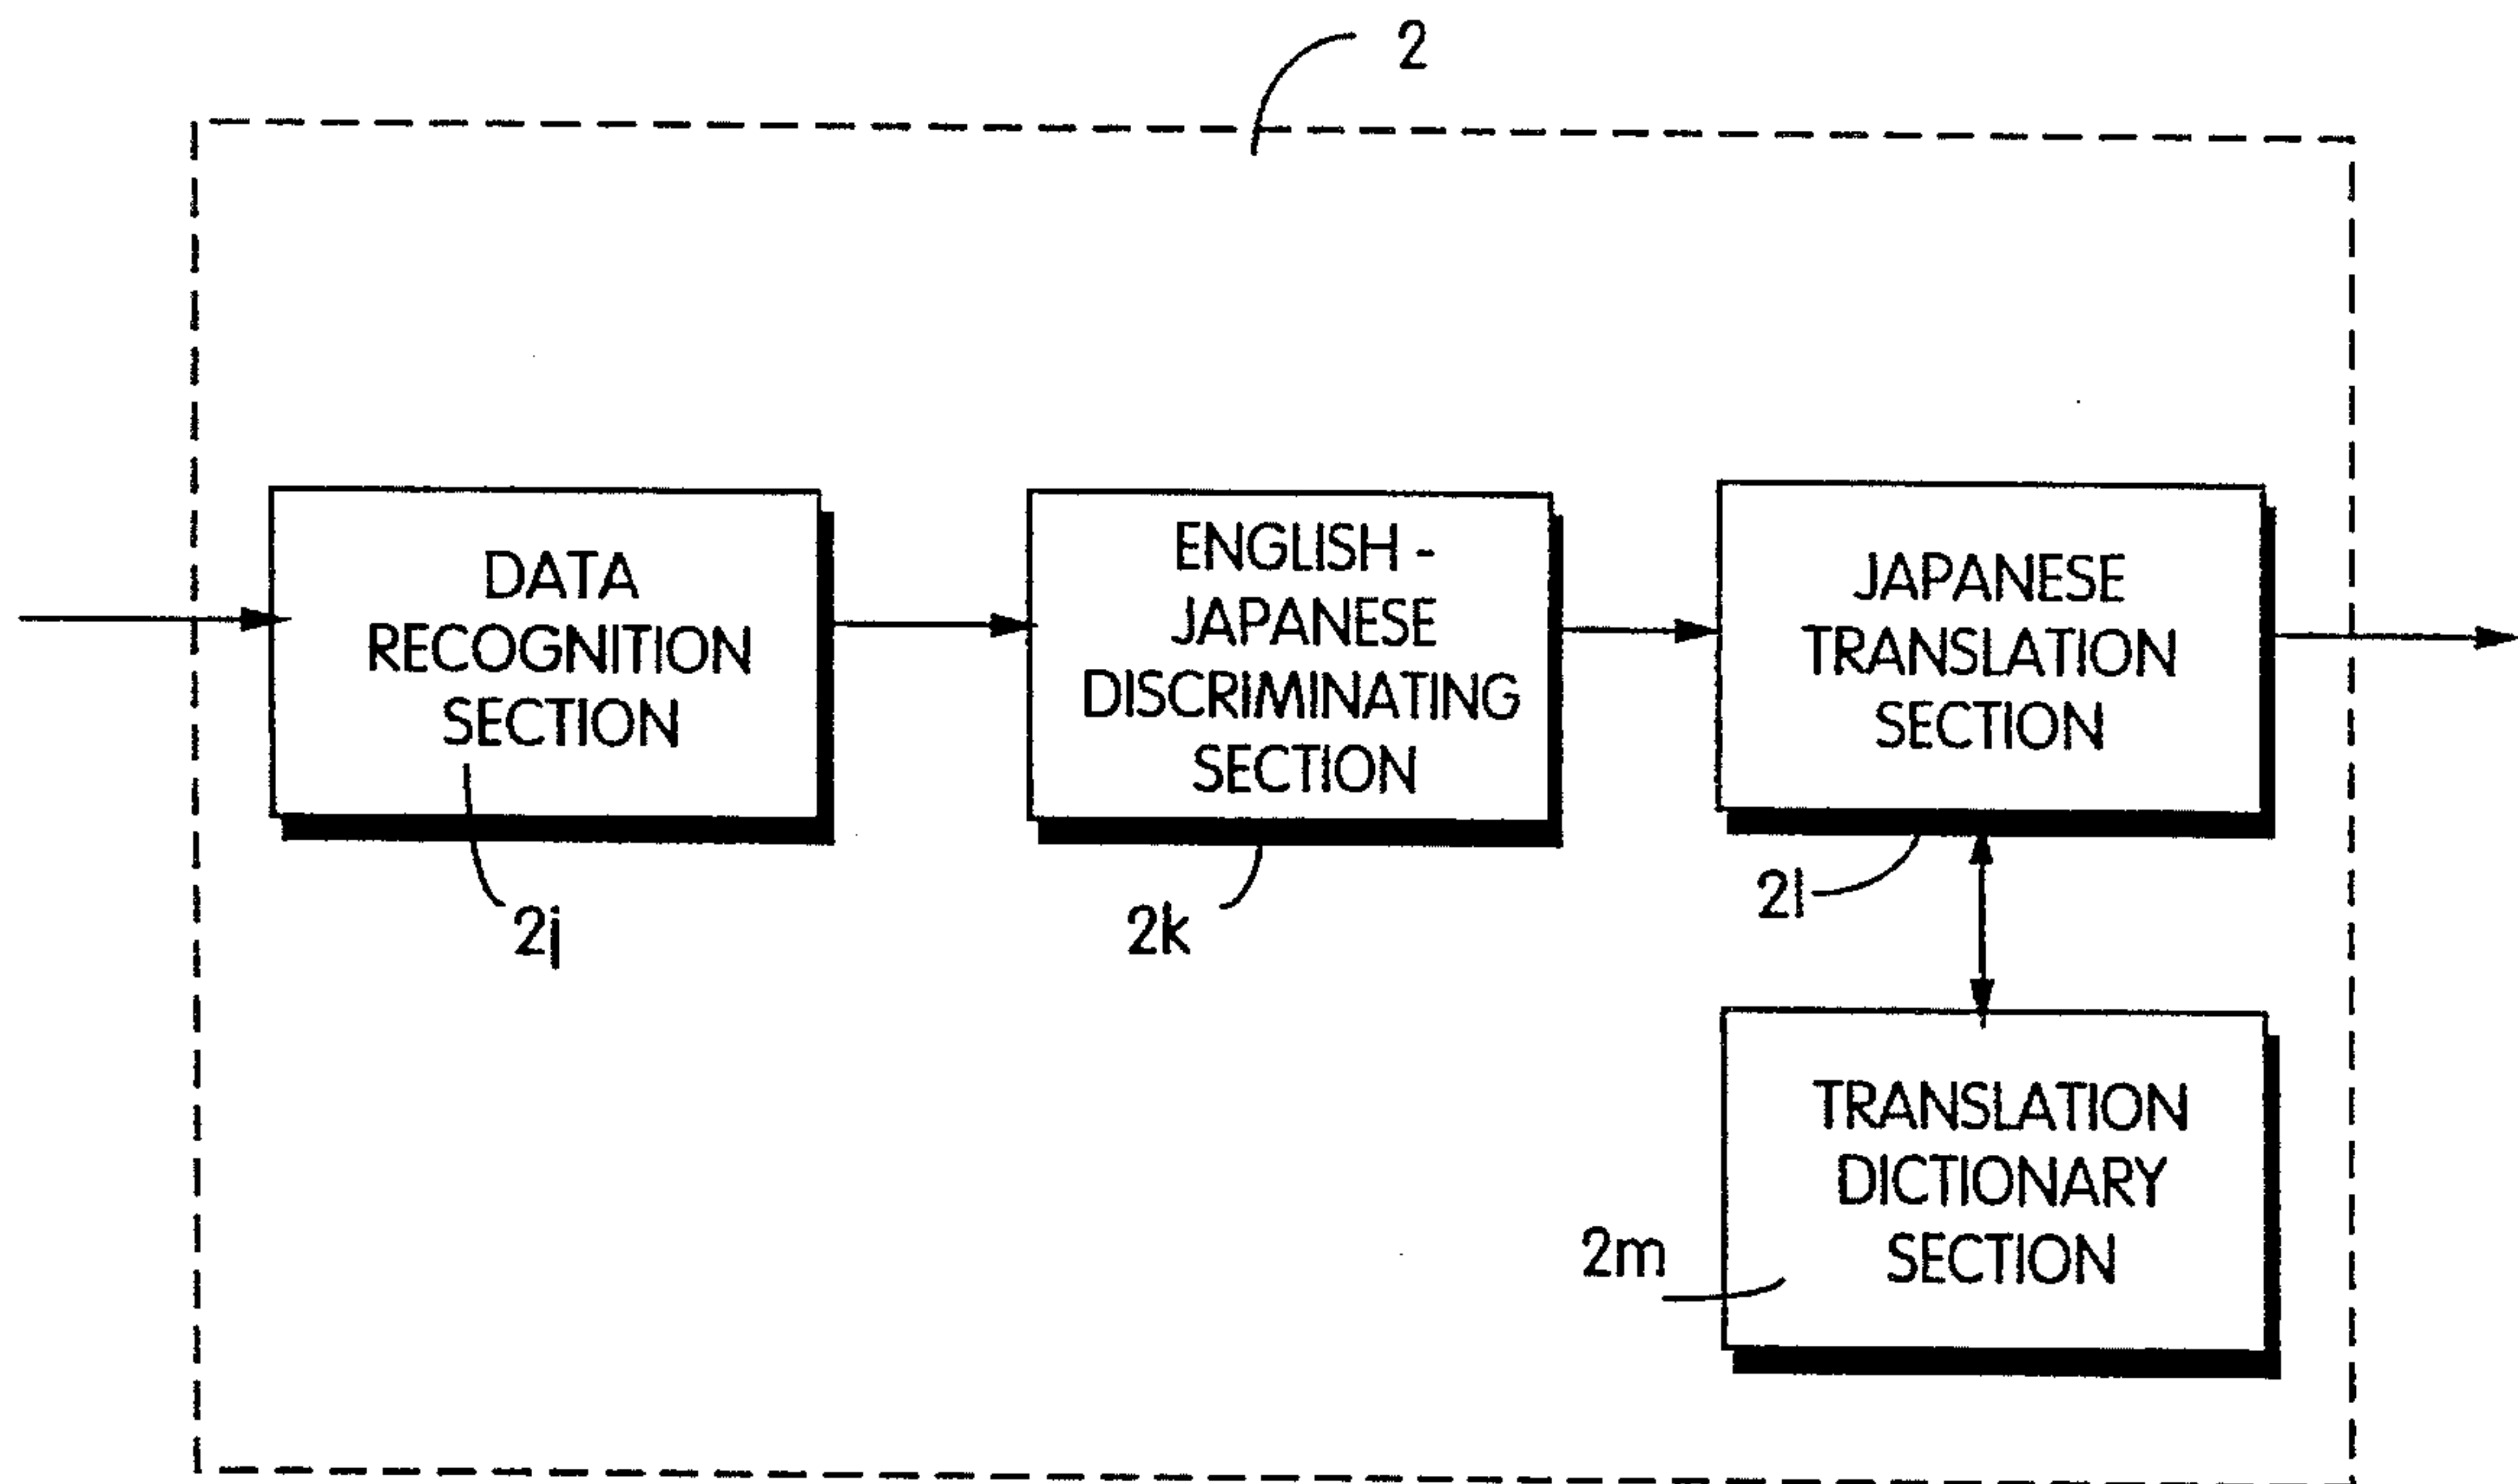 2
DATA
RECOGNITION
SECTION
2j
ENGLISH -
JAPANESE
DISCRIMINATING
SECTION
2k
JAPANESE
TRANSLATION
SECTION
2l
TRANSLATION
DICTIONARY
SECTION
2m